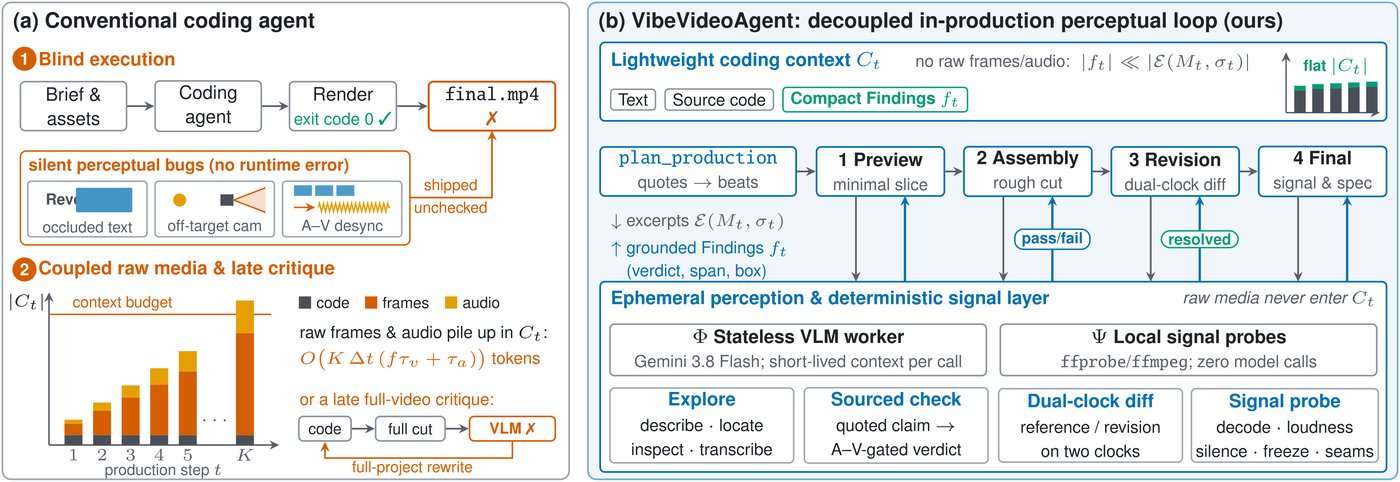 (a) Conventional coding agent
1 Blind execution
Brief &
assets
Coding
agent
Render
exit code 0 ✓
final.mp4
✗
silent perceptual bugs (no runtime error)
Reve
occluded text
off-target cam
A–V desync
shipped
unchecked
2 Coupled raw media & late critique
|C_t|
context budget
code
frames
audio
raw frames & audio pile up in C_t:
O(K Δt (fτ_v + τ_a)) tokens
1 2 3 4 5 ... K
production step t
or a late full-video critique:
code
full cut
VLM ✗
full-project rewrite
(b) VibeVideoAgent: decoupled in-production perceptual loop (ours)
Lightweight coding context C_t
no raw frames/audio: |f_t| ≪ |ℰ(M_t, σ_t)|
flat |C_t|
Text
Source code
Compact Findings f_t
plan_production
quotes → beats
1 Preview
minimal slice
2 Assembly
rough cut
3 Revision
dual-clock diff
4 Final
signal & spec
↓ excerpts ℰ(M_t, σ_t)
↑ grounded Findings f_t
(verdict, span, box)
pass/fail
resolved
Ephemeral perception & deterministic signal layer
raw media never enter C_t
Φ Stateless VLM worker
Gemini 3.8 Flash; short-lived context per call
Ψ Local signal probes
ffprobe/ffmpeg; zero model calls
Explore
describe · locate
inspect · transcribe
Sourced check
quoted claim →
A–V-gated verdict
Dual-clock diff
reference / revision
on two clocks
Signal probe
decode · loudness
silence · freeze · seams